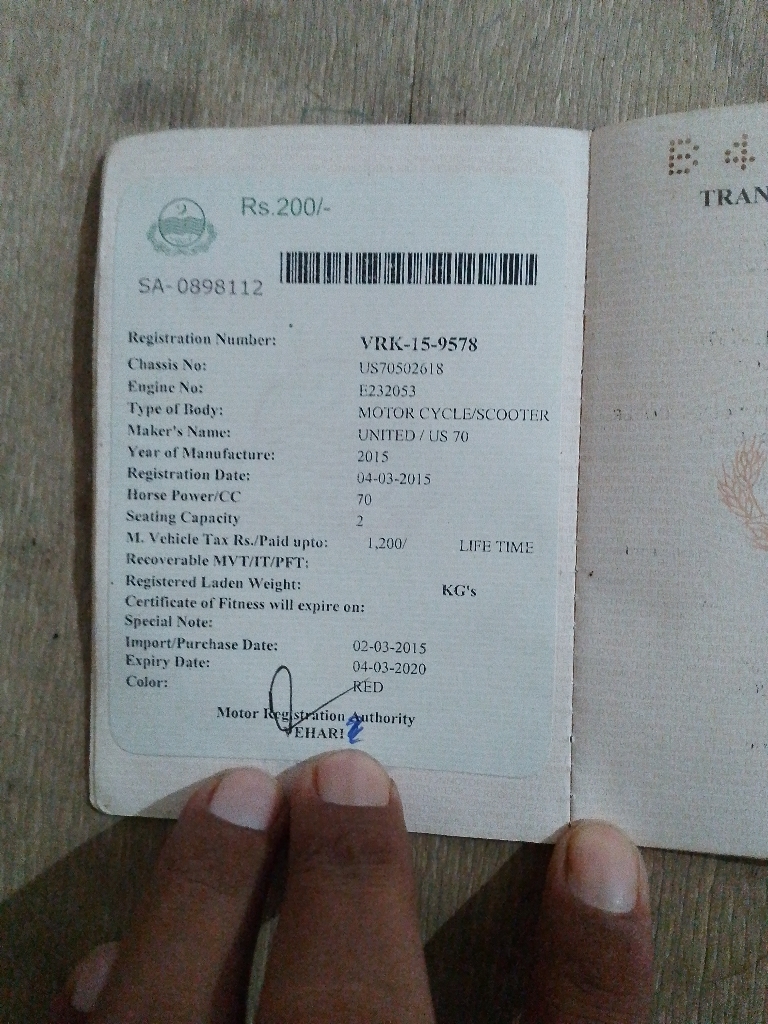 Rs.200/-
SA-0898112
Registration Number: VRK-15-9578
Chassis No: US70502618
Engine No: E232053
Type of Body: MOTOR CYCLE/SCOOTER
Maker's Name: UNITED / US 70
Year of Manufacture: 2015
Registration Date: 04-03-2015
Horse Power/CC 70
Seating Capacity 2
M. Vehicle Tax Rs./Paid upto: 1,200/ LIFE TIME
Recoverable MVT/IT/PFT:
Registered Laden Weight: KG's
Certificate of Fitness will expire on:
Special Note:
Import/Purchase Date: 02-03-2015
Expiry Date: 04-03-2020
Color: RED
Motor Registration Authority
VEHARI
B 4
TRAN